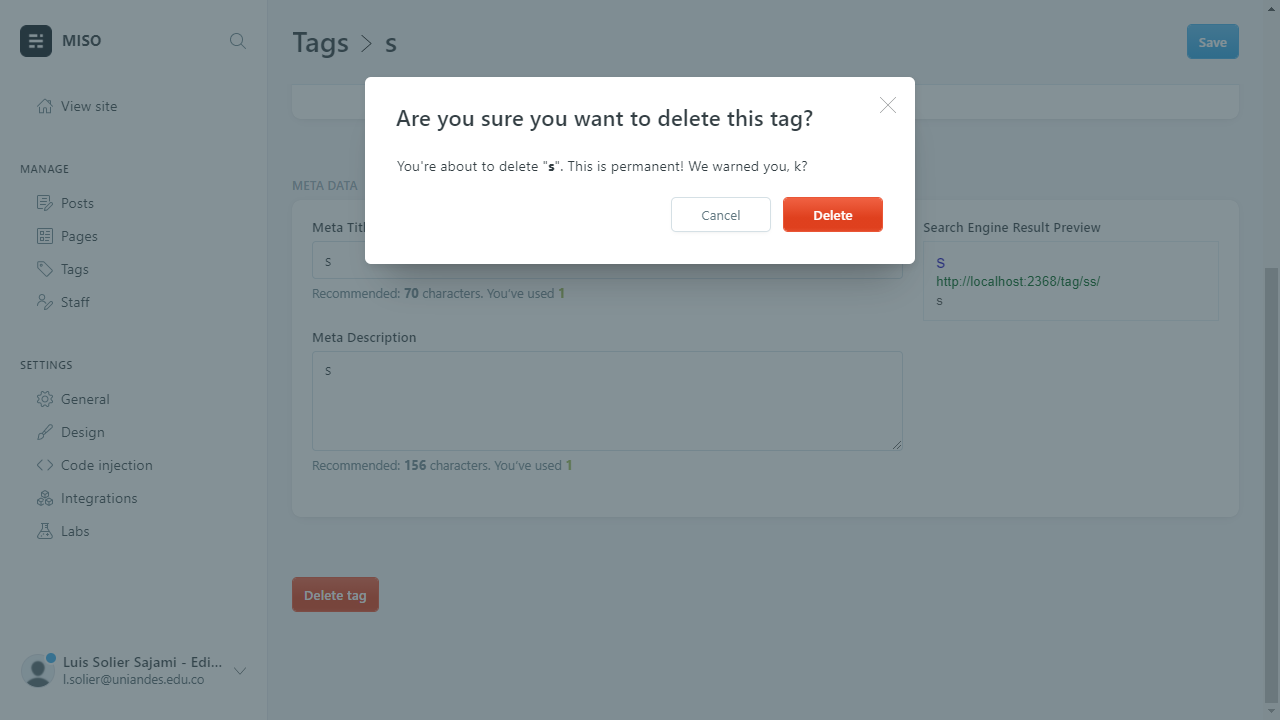 MISO
View site
MANAGE
Posts
Pages
Tags
Staff
SETTINGS
General
Design
Code injection
Integrations
Labs
Luis Solier Sajami - Edi...
l.solier@uniandes.edu.co
Tags > s
Save
Are you sure you want to delete this tag?
You're about to delete "s". This is permanent! We warned you, k?
Cancel
Delete
META DATA
s
Recommended: 70 characters. You've used 1
Meta Description
s
Recommended: 156 characters. You've used 1
Search Engine Result Preview
S
http://localhost:2368/tag/ss/
s
Delete tag